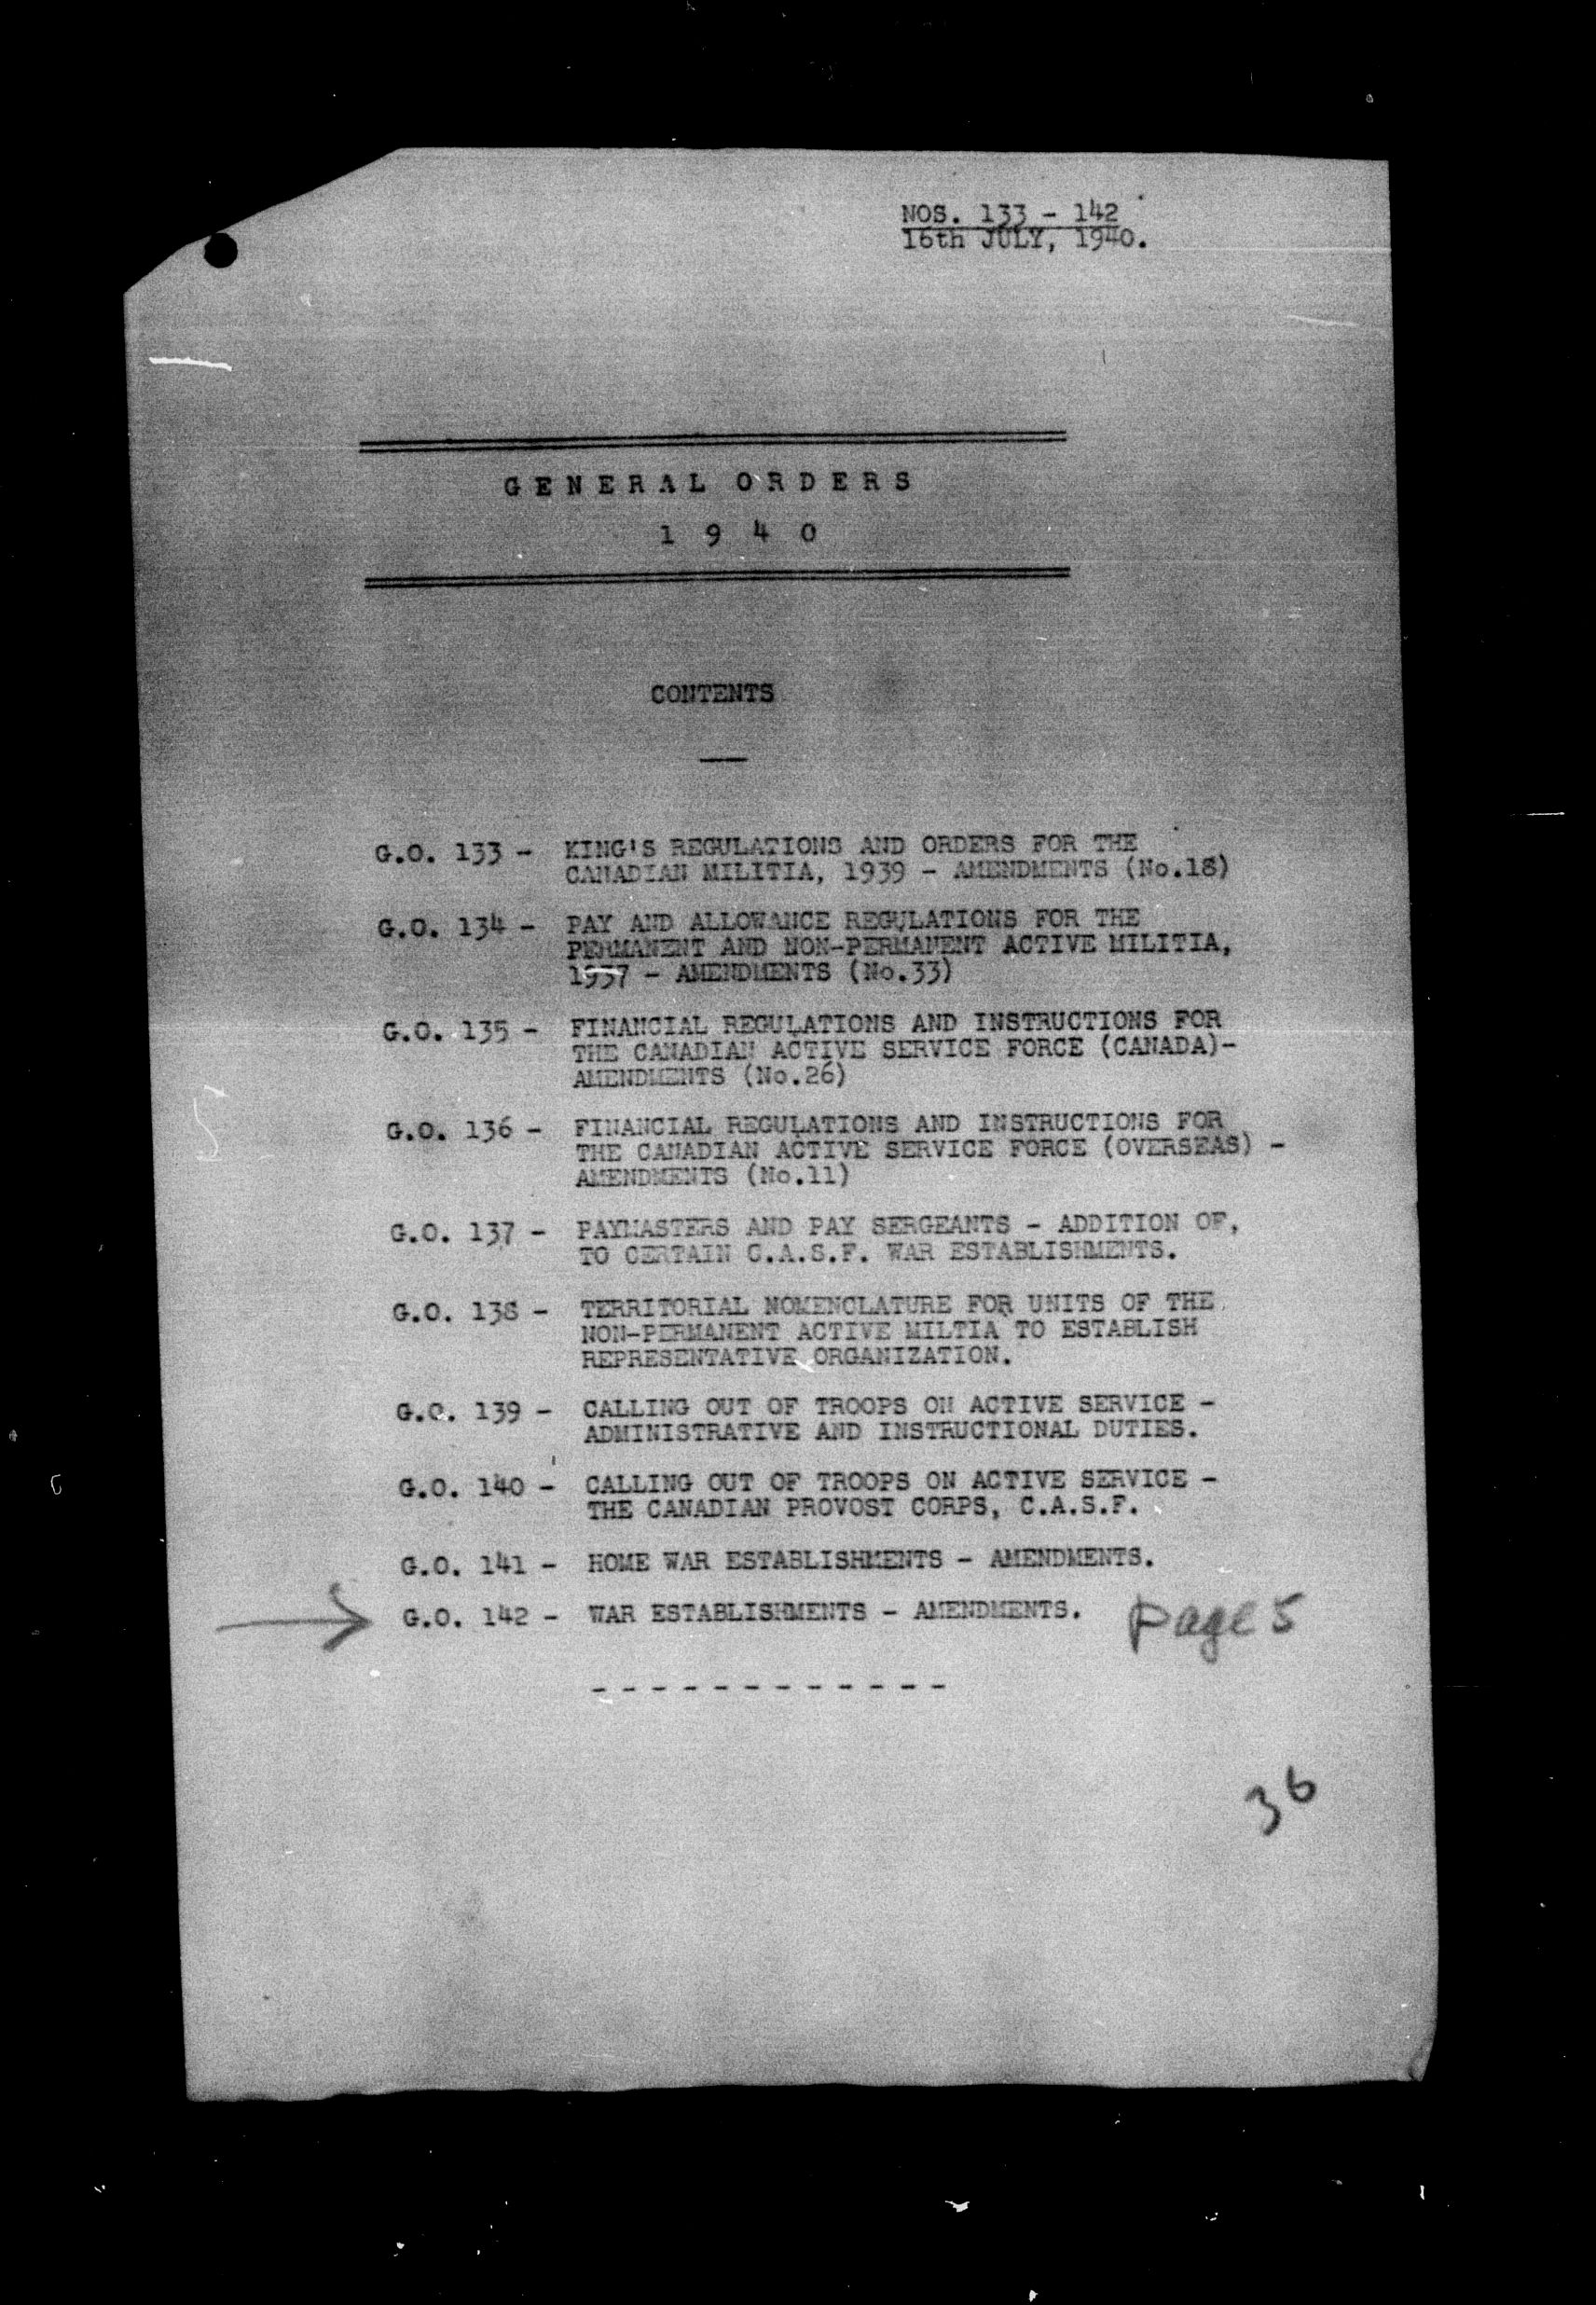 NOS. 133 - 142
16th JULY, 1940.
GENERAL ORDERS
1940
CONTENTS
G.O. 133 - KING'S REGULATIONS AND ORDERS FOR THE
CANADIAN MILITIA, 1939 - AMENDMENTS (No.18)
G.O. 134 - PAY AND ALLOWANCE REGULATIONS FOR THE
PERMANENT AND NON-PERMANENT ACTIVE MILITIA,
1937 - AMENDMENTS (No.33)
G.O. 135 - FINANCIAL REGULATIONS AND INSTRUCTIONS FOR
THE CANADIAN ACTIVE SERVICE FORCE (CANADA)-
AMENDMENTS (No.26)
G.O. 136 - FINANCIAL REGULATIONS AND INSTRUCTIONS FOR
THE CANADIAN ACTIVE SERVICE FORCE (OVERSEAS) -
AMENDMENTS (No.11)
G.O. 137 - PAYMASTERS AND PAY SERGEANTS - ADDITION OF,
TO CERTAIN C.A.S.F. WAR ESTABLISHMENTS.
G.O. 138 - TERRITORIAL NOMENCLATURE FOR UNITS OF THE
NON-PERMANENT ACTIVE MILTIA TO ESTABLISH
REPRESENTATIVE ORGANIZATION.
G.O. 139 - CALLING OUT OF TROOPS ON ACTIVE SERVICE -
ADMINISTRATIVE AND INSTRUCTIONAL DUTIES.
G.O. 140 - CALLING OUT OF TROOPS ON ACTIVE SERVICE -
THE CANADIAN PROVOST CORPS, C.A.S.F.
G.O. 141 - HOME WAR ESTABLISHMENTS - AMENDMENTS.
G.O. 142 - WAR ESTABLISHMENTS - AMENDMENTS. Page 5
36